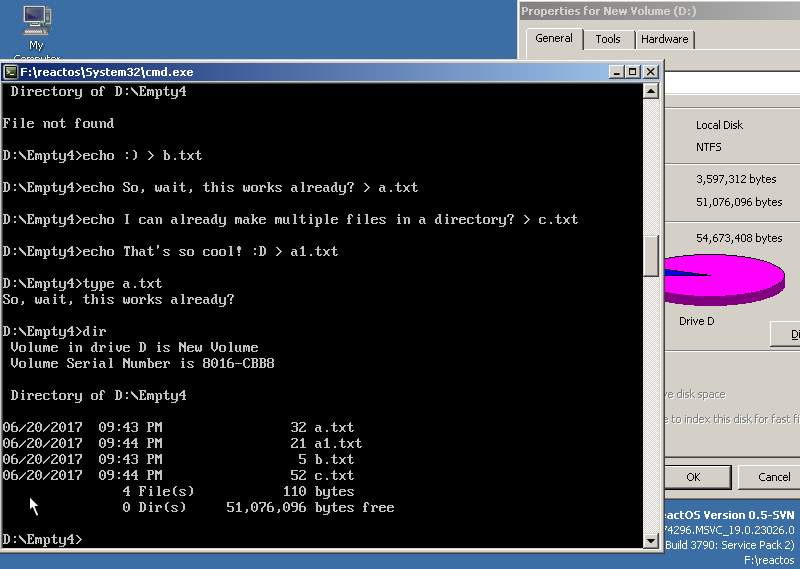 My
Computer
Properties for New Volume (D:)
General Tools Hardware
Local Disk
NTFS
3,597,312 bytes
51,076,096 bytes
54,673,408 bytes
Drive D
disk space
to index this disk for fast
OK Cancel
F:\reactos\System32\cmd.exe
Directory of D:\Empty4
File not found
D:\Empty4>echo :) > b.txt
D:\Empty4>echo So, wait, this works already? > a.txt
D:\Empty4>echo I can already make multiple files in a directory? > c.txt
D:\Empty4>echo That's so cool! :D > a1.txt
D:\Empty4>type a.txt
So, wait, this works already?
D:\Empty4>dir
Volume in drive D is New Volume
Volume Serial Number is 8016-CBB8
Directory of D:\Empty4
06/20/2017 09:43 PM 32 a.txt
06/20/2017 09:44 PM 21 a1.txt
06/20/2017 09:43 PM 5 b.txt
06/20/2017 09:44 PM 52 c.txt
4 File(s) 110 bytes
0 Dir(s) 51,076,096 bytes free
D:\Empty4>
actOS Version 0.5-SVN
74296.MSVC_19.0.23026.0
Build 3790: Service Pack 2)
F:\reactos